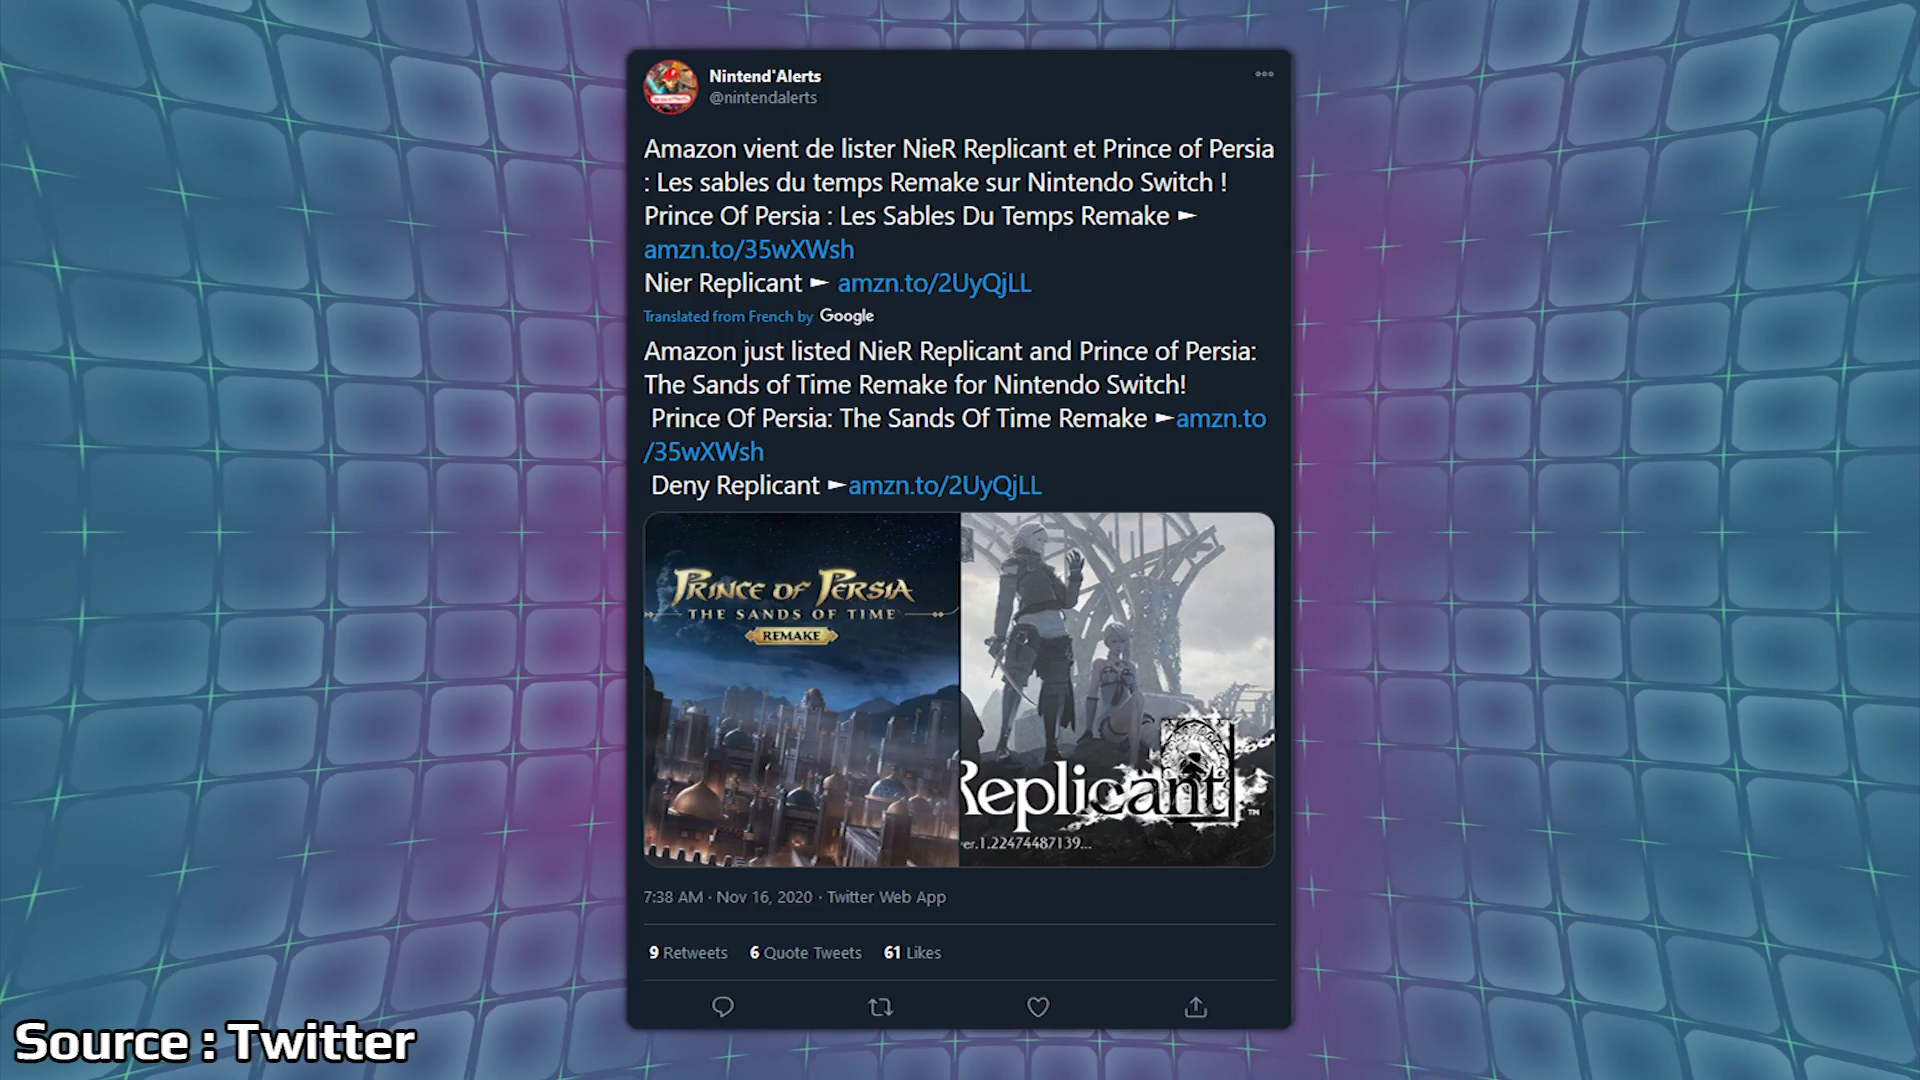 Nintend'Alerts
@nintendalerts
Amazon vient de lister NieR Replicant et Prince of Persia
: Les sables du temps Remake sur Nintendo Switch !
Prince Of Persia : Les Sables Du Temps Remake ►
amzn.to/35wXWsh
Nier Replicant ► amzn.to/2UyQjLL
Translated from French by Google
Amazon just listed NieR Replicant and Prince of Persia:
The Sands of Time Remake for Nintendo Switch!
Prince Of Persia: The Sands Of Time Remake ►amzn.to
/35wXWsh
Deny Replicant ►amzn.to/2UyQjLL
PRINCE OF PERSIA
THE SANDS OF TIME
REMAKE
Replicant
TM
er.1.22474487139...
7:38 AM · Nov 16, 2020 · Twitter Web App
9 Retweets 6 Quote Tweets 61 Likes
Source : Twitter